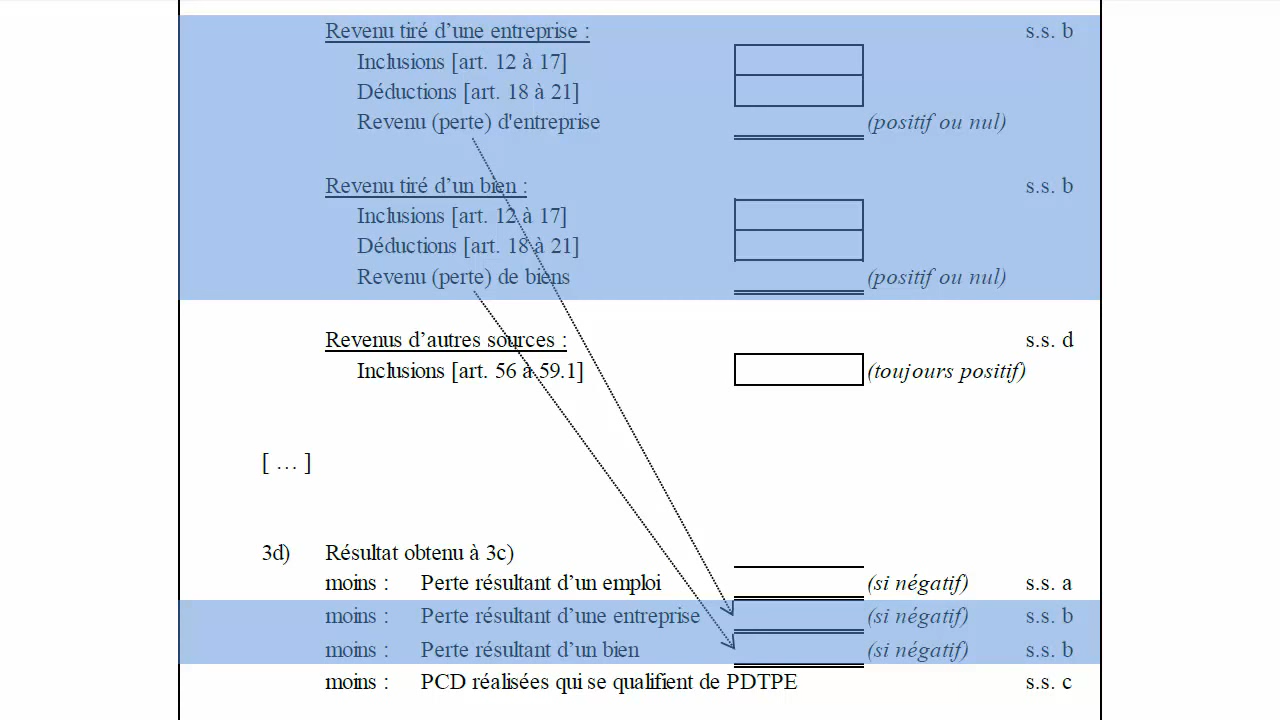 Revenu tiré d’une entreprise : s.s. b
Inclusions [art. 12 à 17]
Déductions [art. 18 à 21]
Revenu (perte) d'entreprise (positif ou nul)
Revenu tiré d’un bien : s.s. b
Inclusions [art. 12 à 17]
Déductions [art. 18 à 21]
Revenu (perte) de biens (positif ou nul)
Revenus d’autres sources : s.s. d
Inclusions [art. 56 à 59.1] (toujours positif)
[ … ]
3d) Résultat obtenu à 3c)
moins : Perte résultant d’un emploi (si négatif) s.s. a
moins : Perte résultant d’une entreprise (si négatif) s.s. b
moins : Perte résultant d’un bien (si négatif) s.s. b
moins : PCD réalisées qui se qualifient de PDTPE s.s. c